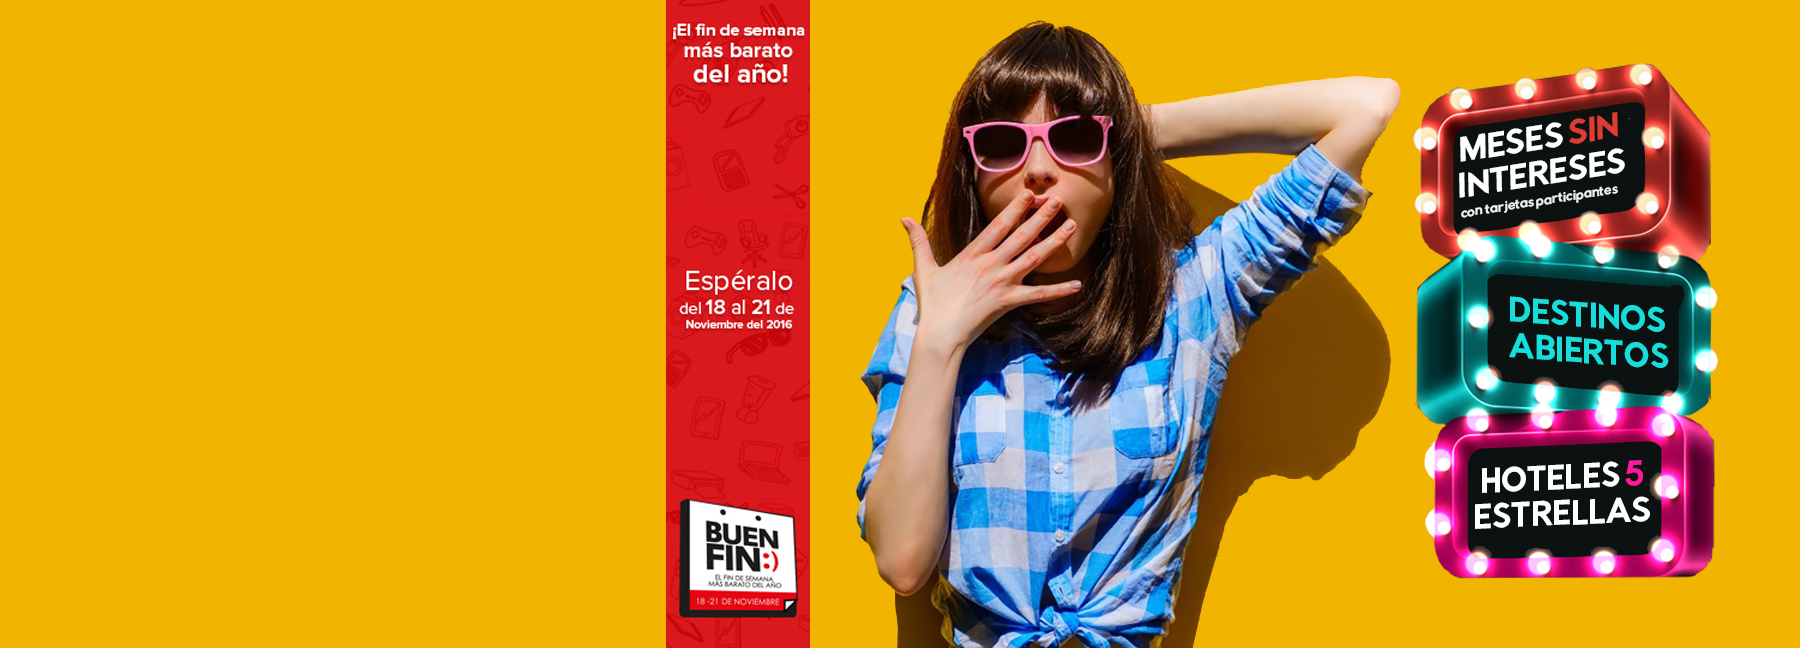 ¡El fin de semana
más barato
del año!
Espéralo
del 18 al 21 de
Noviembre del 2016
BUEN
FIN:)
EL FIN DE SEMANA
MÁS BARATO DEL AÑO
18 -21 DE NOVIEMBRE
MESES SIN
INTERESES
con tarjetas participantes
DESTINOS
ABIERTOS
HOTELES 5
ESTRELLAS